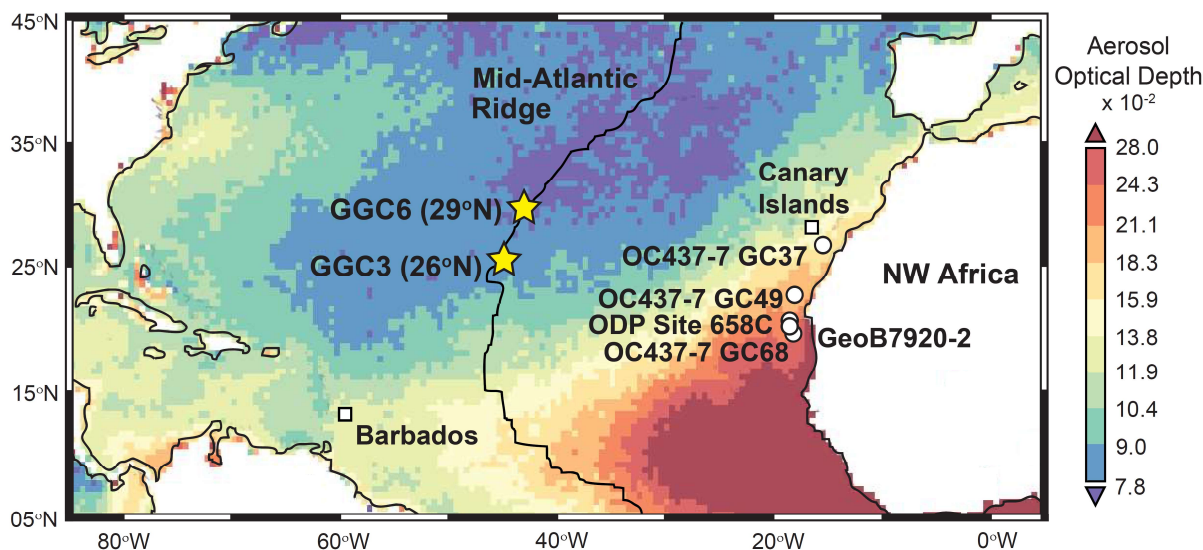 45°N
35°N
25°N
15°N
05°N
80°W
60°W
40°W
20°W
0°W
Mid-Atlantic
Ridge
GGC6 (29°N)
GGC3 (26°N)
Canary
Islands
OC437-7 GC37
NW Africa
OC437-7 GC49
ODP Site 658C
GeoB7920-2
OC437-7 GC68
Barbados
Aerosol
Optical Depth
x 10⁻²
28.0
24.3
21.1
18.3
15.9
13.8
11.9
10.4
9.0
7.8